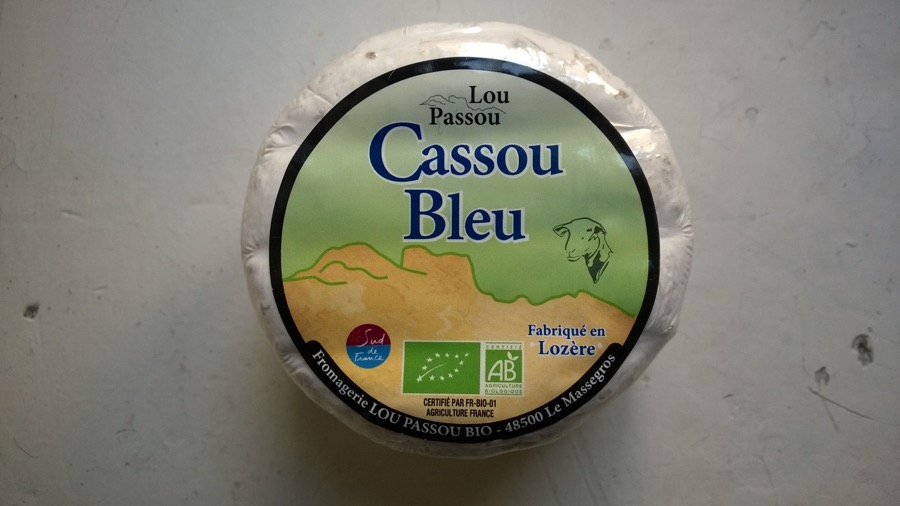 Lou
Passou
Cassou
Bleu
Fabriqué en
Lozère
Sud
de
France
CERTIFIÉ
AB
AGRICULTURE
BIOLOGIQUE
CERTIFIÉ PAR FR-BIO-01
AGRICULTURE FRANCE
Fromagerie LOU PASSOU BIO - 48500 Le Massegros